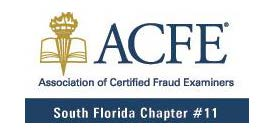 ACFE®
Association of Certified Fraud Examiners
South Florida Chapter #11